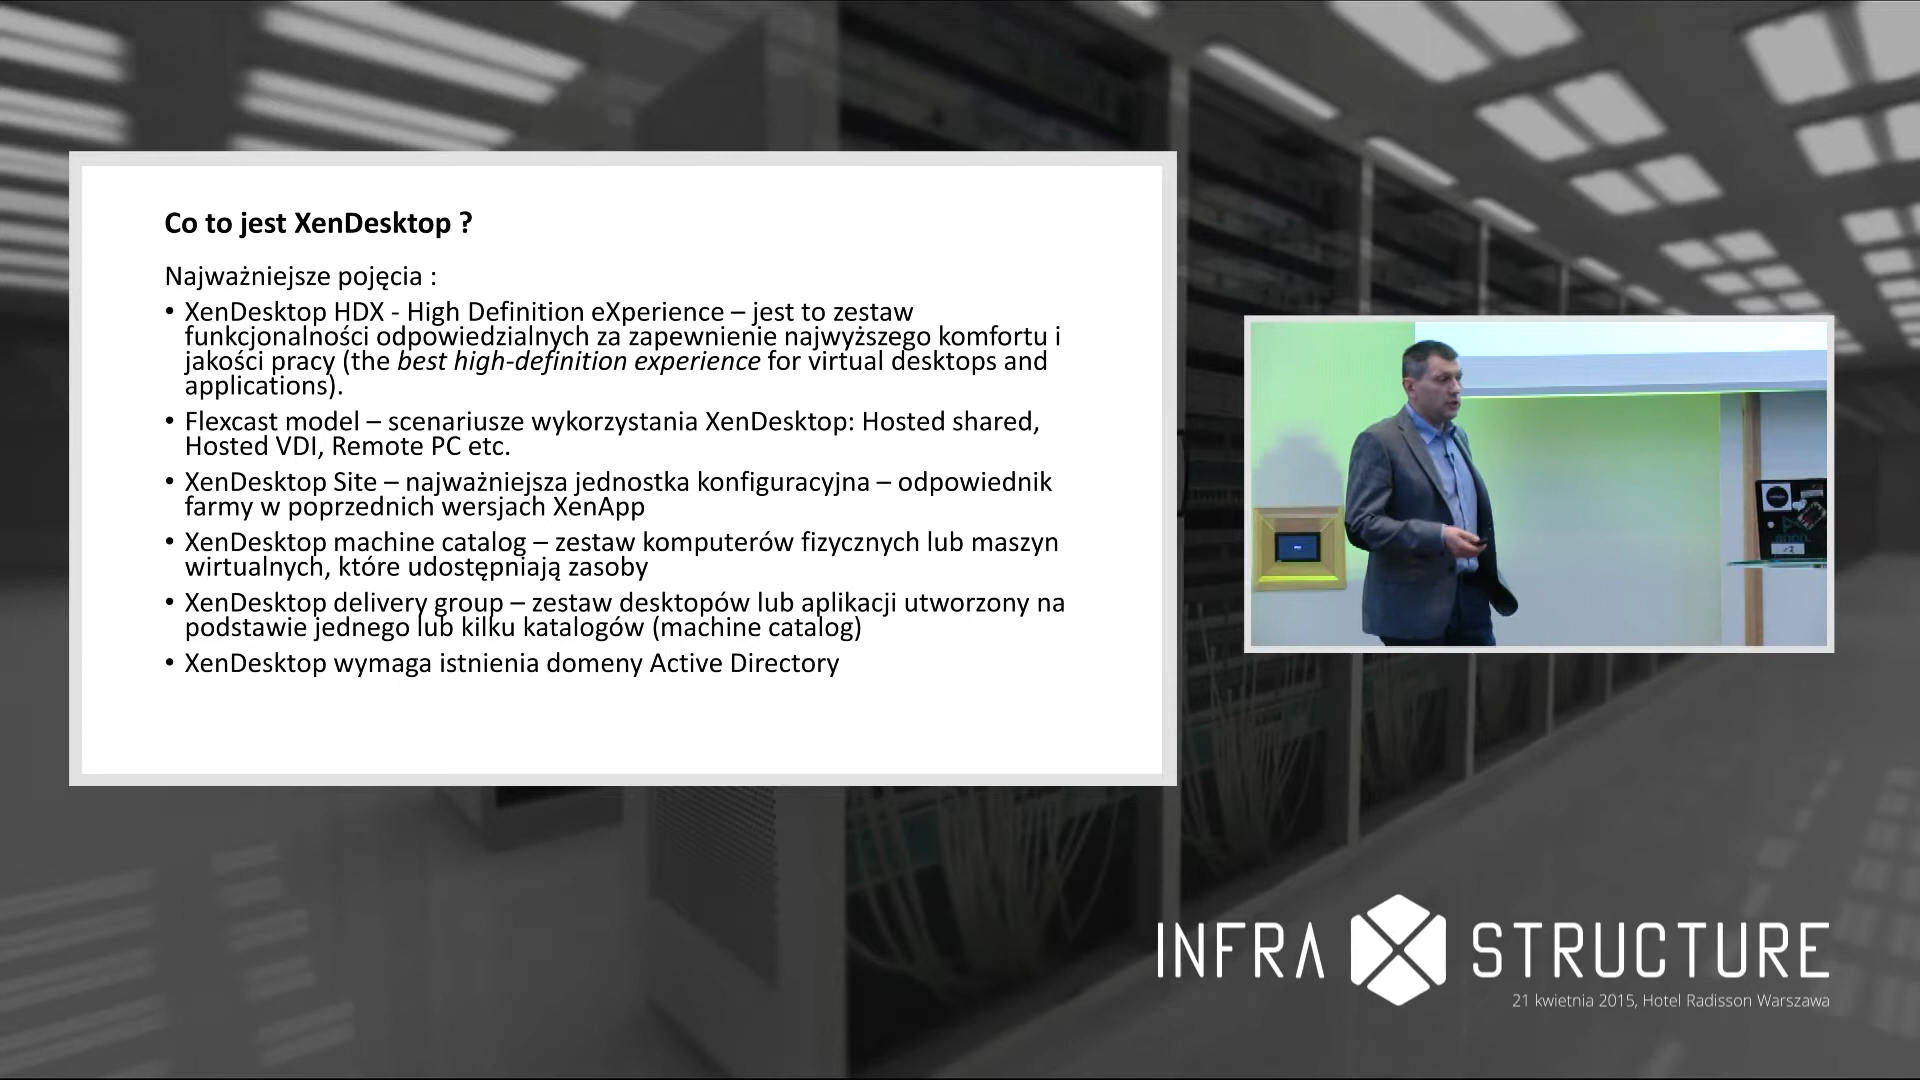 Co to jest XenDesktop ?
Najważniejsze pojęcia :
• XenDesktop HDX - High Definition eXperience – jest to zestaw
funkcjonalności odpowiedzialnych za zapewnienie najwyższego komfortu i
jakości pracy (the best high-definition experience for virtual desktops and
applications).
• Flexcast model – scenariusze wykorzystania XenDesktop: Hosted shared,
Hosted VDI, Remote PC etc.
• XenDesktop Site – najważniejsza jednostka konfiguracyjna – odpowiednik
farmy w poprzednich wersjach XenApp
• XenDesktop machine catalog – zestaw komputerów fizycznych lub maszyn
wirtualnych, które udostępniają zasoby
• XenDesktop delivery group – zestaw desktopów lub aplikacji utworzony na
podstawie jednego lub kilku katalogów (machine catalog)
• XenDesktop wymaga istnienia domeny Active Directory
INFRA STRUCTURE
21 kwietnia 2015, Hotel Radisson Warszawa